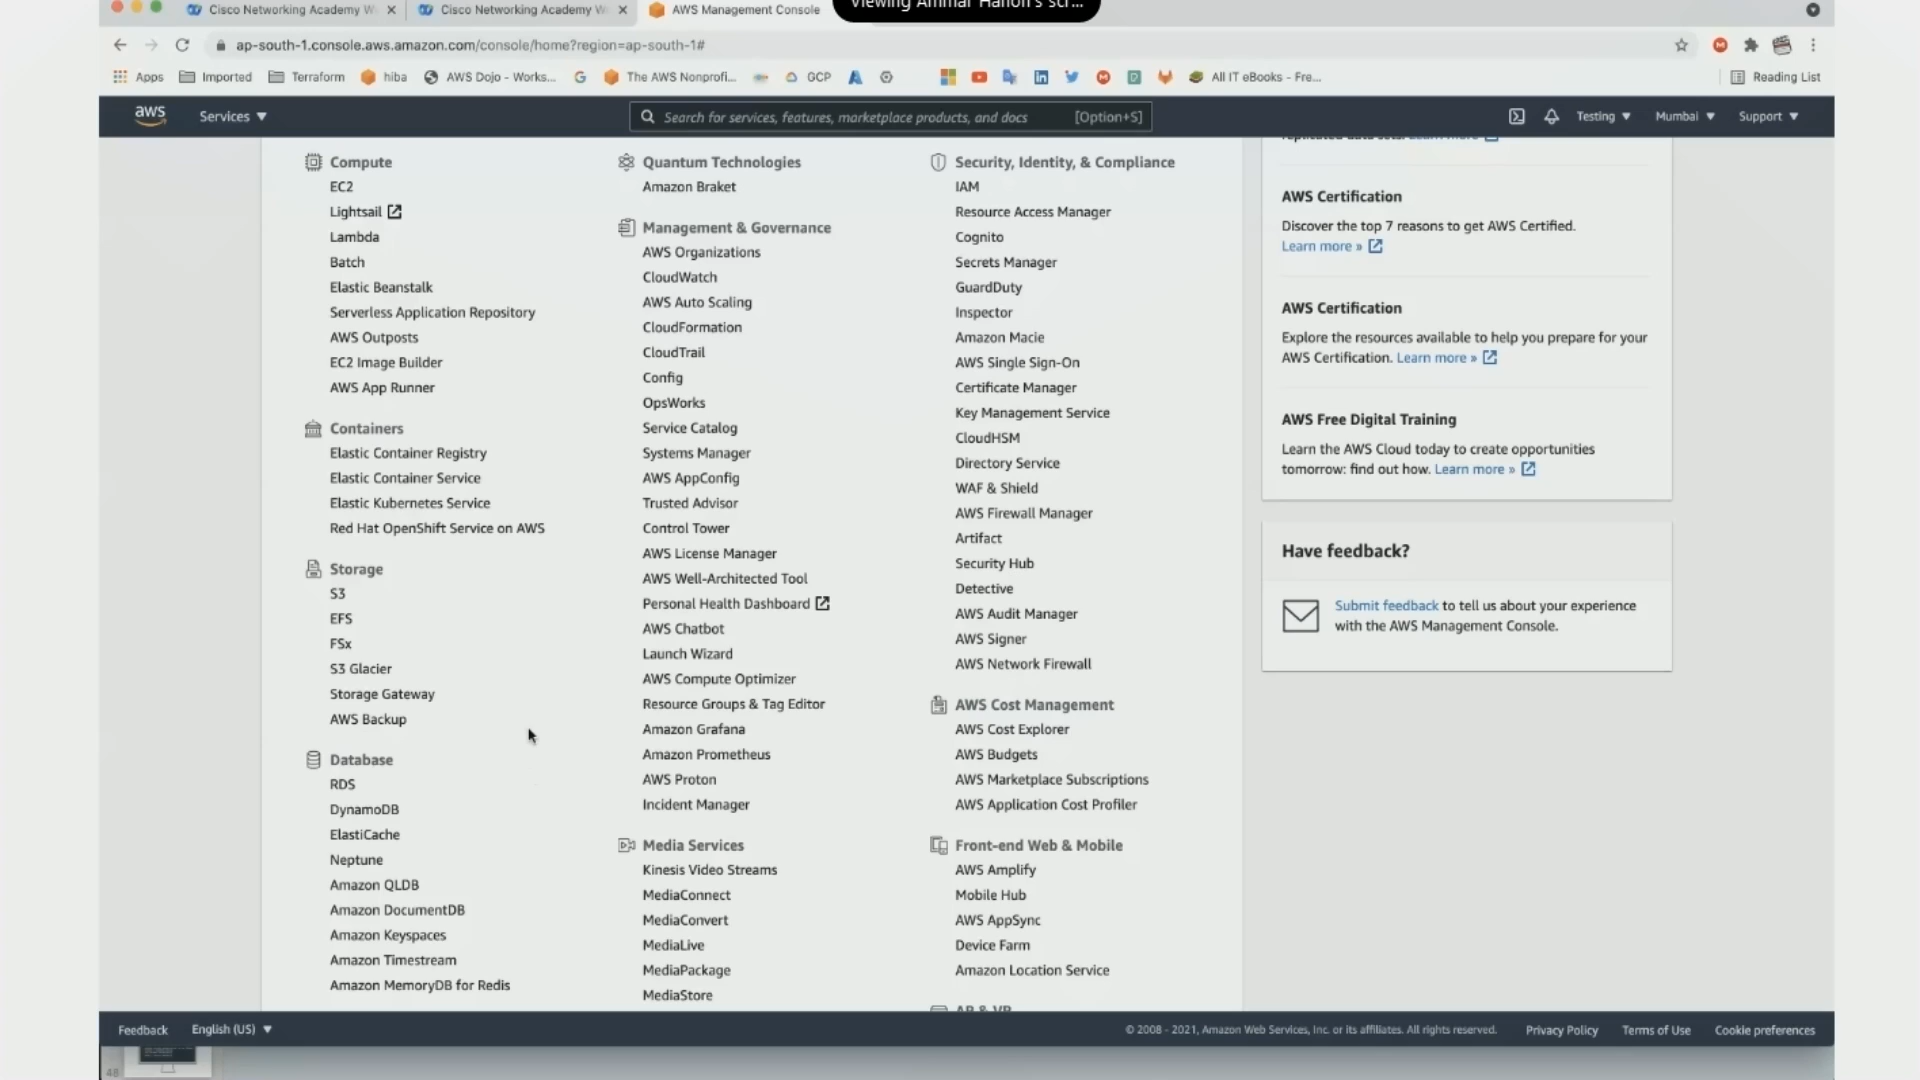 Cisco Networking Academy W
Cisco Networking Academy W
AWS Management Console
ap-south-1.console.aws.amazon.com/console/home?region=ap-south-1#
Apps
Imported
Terraform
hiba
AWS Dojo - Works...
The AWS Nonprofi...
GCP
All IT eBooks - Fre...
Reading List
aws
Services
Search for services, features, marketplace products, and docs
[Option+S]
Testing
Mumbai
Support
Compute
EC2
Lightsail
Lambda
Batch
Elastic Beanstalk
Serverless Application Repository
AWS Outposts
EC2 Image Builder
AWS App Runner
Containers
Elastic Container Registry
Elastic Container Service
Elastic Kubernetes Service
Red Hat OpenShift Service on AWS
Storage
S3
EFS
FSx
S3 Glacier
Storage Gateway
AWS Backup
Database
RDS
DynamoDB
ElastiCache
Neptune
Amazon QLDB
Amazon DocumentDB
Amazon Keyspaces
Amazon Timestream
Amazon MemoryDB for Redis
Quantum Technologies
Amazon Braket
Management & Governance
AWS Organizations
CloudWatch
AWS Auto Scaling
CloudFormation
CloudTrail
Config
OpsWorks
Service Catalog
Systems Manager
AWS AppConfig
Trusted Advisor
Control Tower
AWS License Manager
AWS Well-Architected Tool
Personal Health Dashboard
AWS Chatbot
Launch Wizard
AWS Compute Optimizer
Resource Groups & Tag Editor
Amazon Grafana
Amazon Prometheus
AWS Proton
Incident Manager
Media Services
Kinesis Video Streams
MediaConnect
MediaConvert
MediaLive
MediaPackage
MediaStore
Security, Identity, & Compliance
IAM
Resource Access Manager
Cognito
Secrets Manager
GuardDuty
Inspector
Amazon Macie
AWS Single Sign-On
Certificate Manager
Key Management Service
CloudHSM
Directory Service
WAF & Shield
AWS Firewall Manager
Artifact
Security Hub
Detective
AWS Audit Manager
AWS Signer
AWS Network Firewall
AWS Cost Management
AWS Cost Explorer
AWS Budgets
AWS Marketplace Subscriptions
AWS Application Cost Profiler
Front-end Web & Mobile
AWS Amplify
Mobile Hub
AWS AppSync
Device Farm
Amazon Location Service
AWS Certification
Discover the top 7 reasons to get AWS Certified.
Learn more »
AWS Certification
Explore the resources available to help you prepare for your
AWS Certification. Learn more »
AWS Free Digital Training
Learn the AWS Cloud today to create opportunities
tomorrow: find out how. Learn more »
Have feedback?
Submit feedback to tell us about your experience
with the AWS Management Console.
Feedback
English (US)
© 2008 - 2021, Amazon Web Services, Inc. or its affiliates. All rights reserved.
Privacy Policy
Terms of Use
Cookie preferences
48